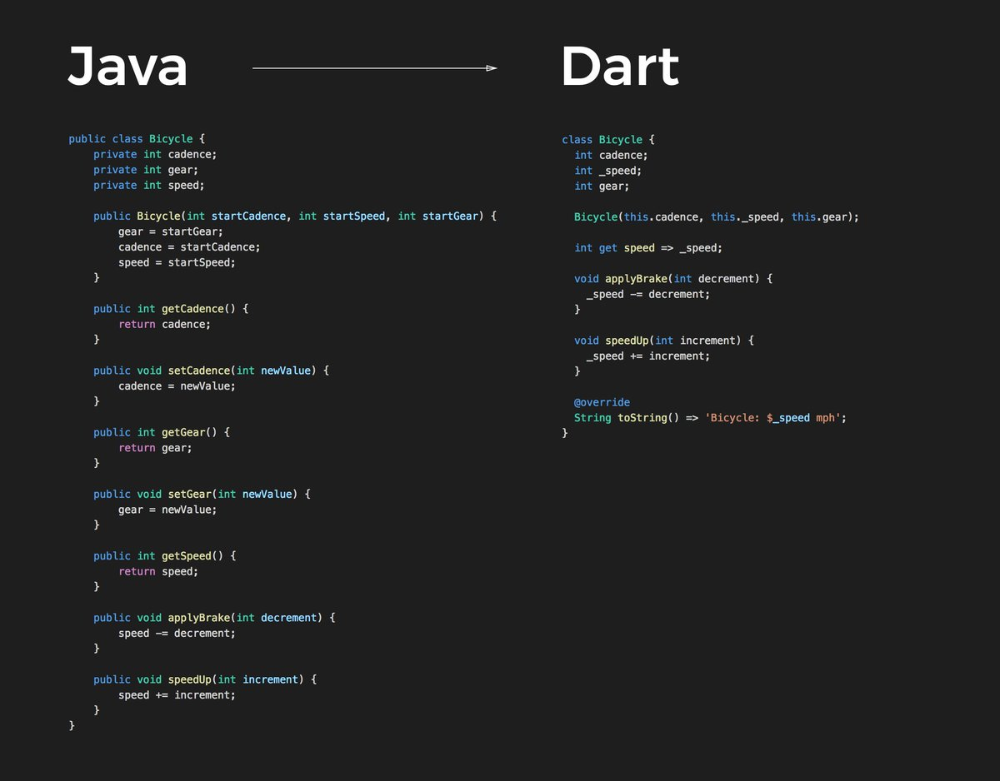 Java
Dart
public class Bicycle {
    private int cadence;
    private int gear;
    private int speed;

    public Bicycle(int startCadence, int startSpeed, int startGear) {
        gear = startGear;
        cadence = startCadence;
        speed = startSpeed;
    }

    public int getCadence() {
        return cadence;
    }

    public void setCadence(int newValue) {
        cadence = newValue;
    }

    public int getGear() {
        return gear;
    }

    public void setGear(int newValue) {
        gear = newValue;
    }

    public int getSpeed() {
        return speed;
    }

    public void applyBrake(int decrement) {
        speed -= decrement;
    }

    public void speedUp(int increment) {
        speed += increment;
    }
}
class Bicycle {
  int cadence;
  int _speed;
  int gear;

  Bicycle(this.cadence, this._speed, this.gear);

  int get speed => _speed;

  void applyBrake(int decrement) {
    _speed -= decrement;
  }

  void speedUp(int increment) {
    _speed += increment;
  }

  @override
  String toString() => 'Bicycle: $_speed mph';
}